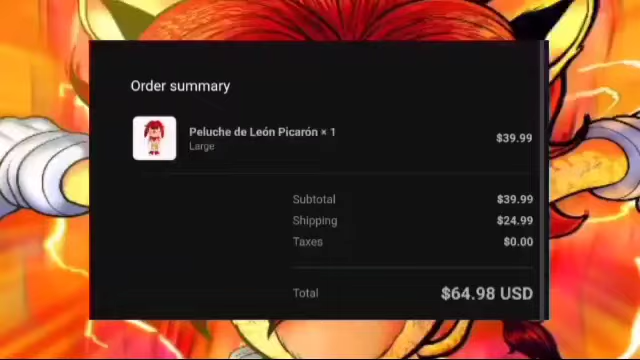 Order summary
Peluche de León Picarón × 1
$39.99
Large
Subtotal $39.99
Shipping $24.99
Taxes $0.00
Total $64.98 USD